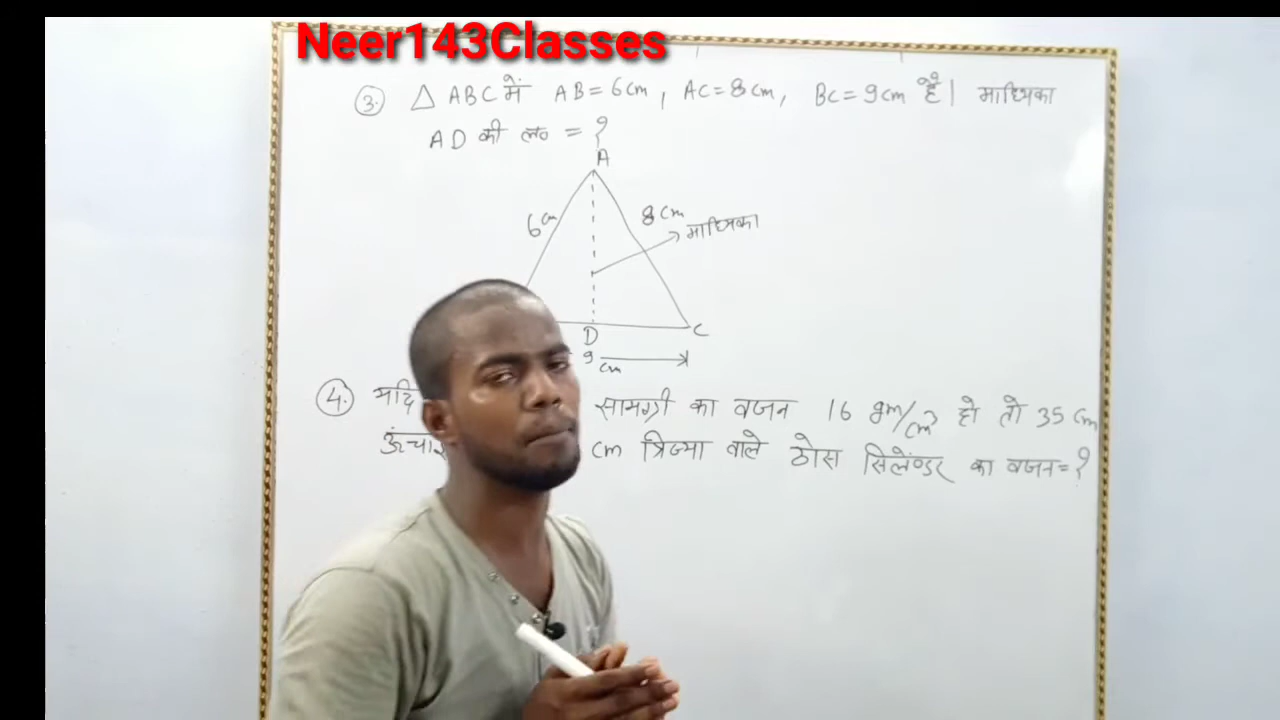 Neer143Classes
3. △ ABC में AB = 6cm, AC = 8cm, BC = 9cm है। माध्यिका
AD की ल० = ?
A
6cm
8cm
माध्यिका
D
C
9 cm
4. यदि सामग्री का वजन 16 gm/cm³ हो तो 35 cm
ऊंचाई cm त्रिज्या वाले ठोस सिलेण्डर का वजन = ?